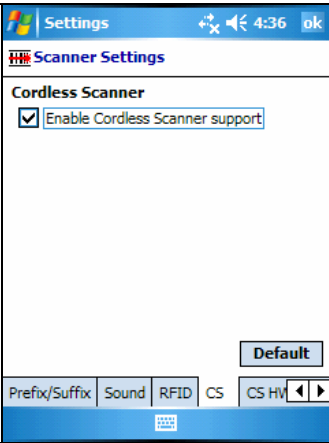 Settings 4:36 ok
Scanner Settings
Cordless Scanner
Enable Cordless Scanner support
Default
Prefix/Suffix Sound RFID CS CS HW